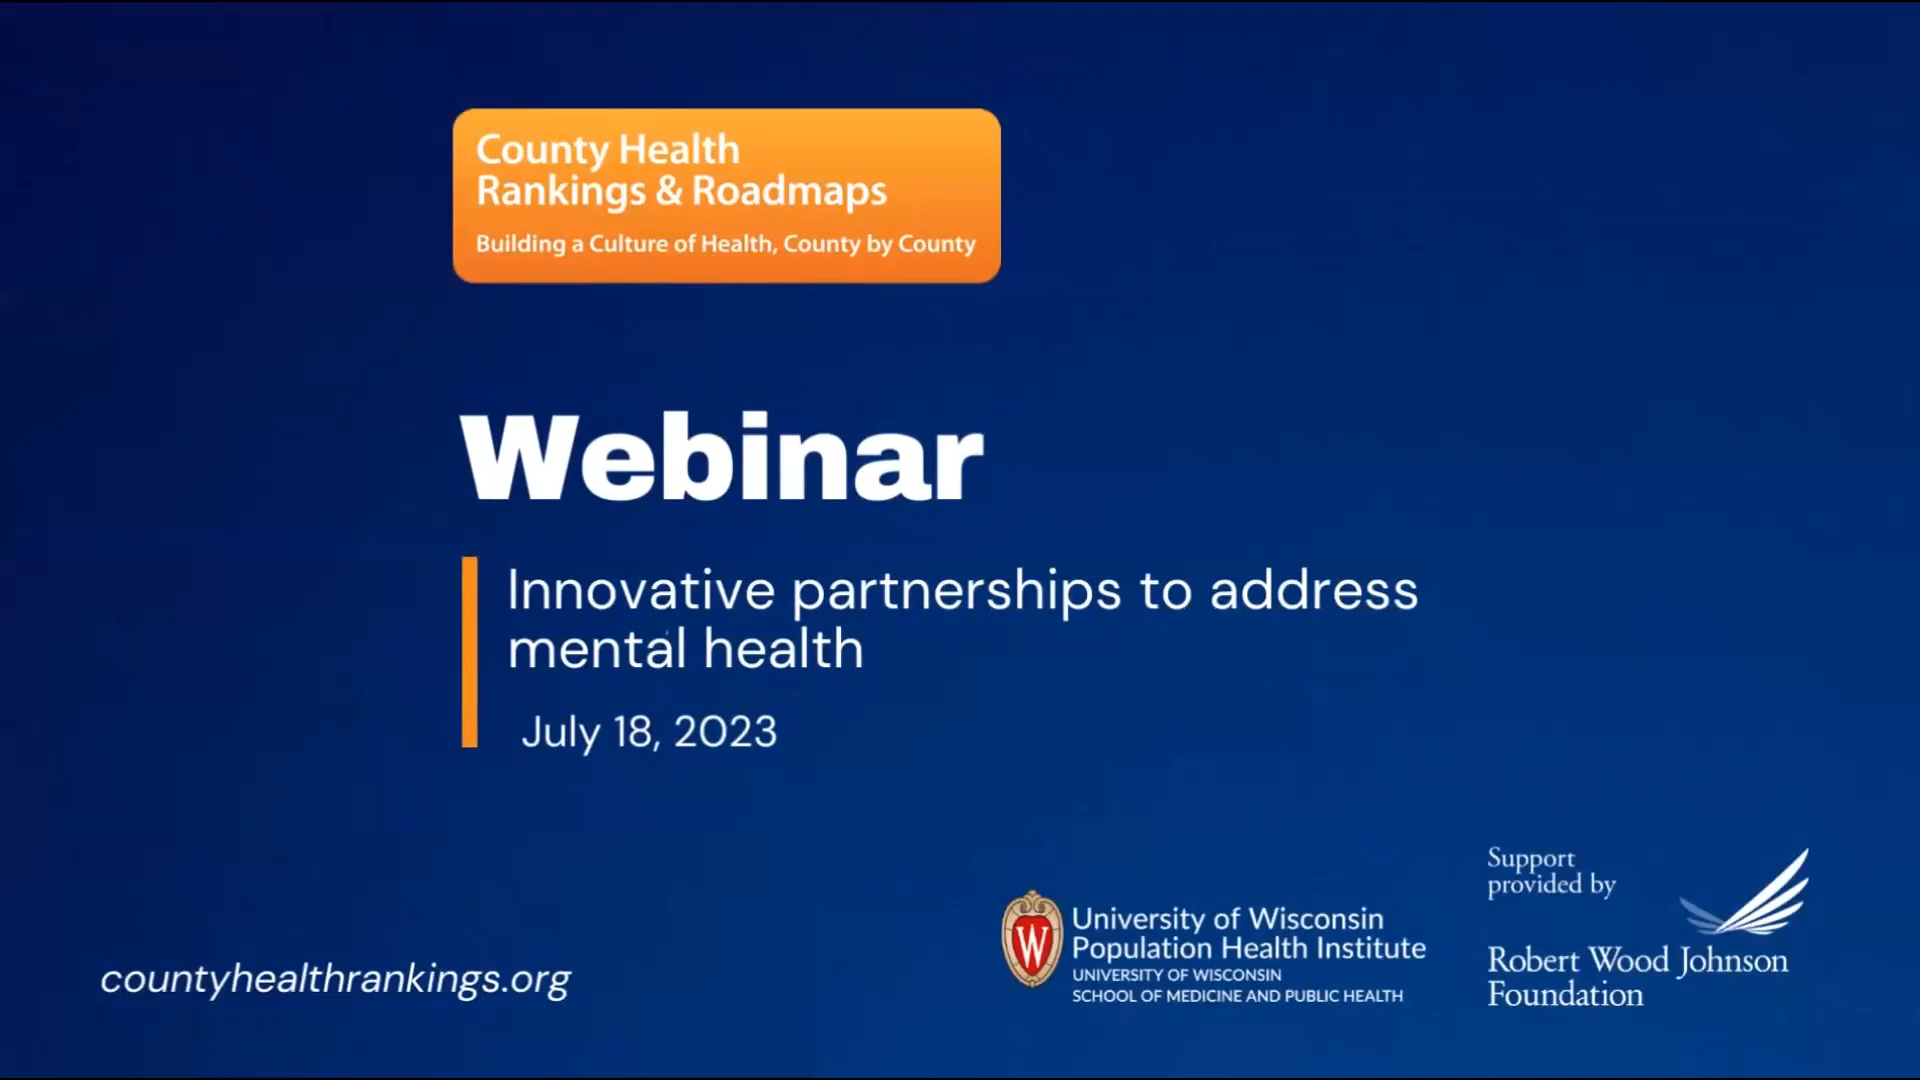 County Health
Rankings & Roadmaps
Building a Culture of Health, County by County
Webinar
Innovative partnerships to address
mental health
July 18, 2023
countyhealthrankings.org
W
University of Wisconsin
Population Health Institute
UNIVERSITY OF WISCONSIN
SCHOOL OF MEDICINE AND PUBLIC HEALTH
Support
provided by
Robert Wood Johnson
Foundation